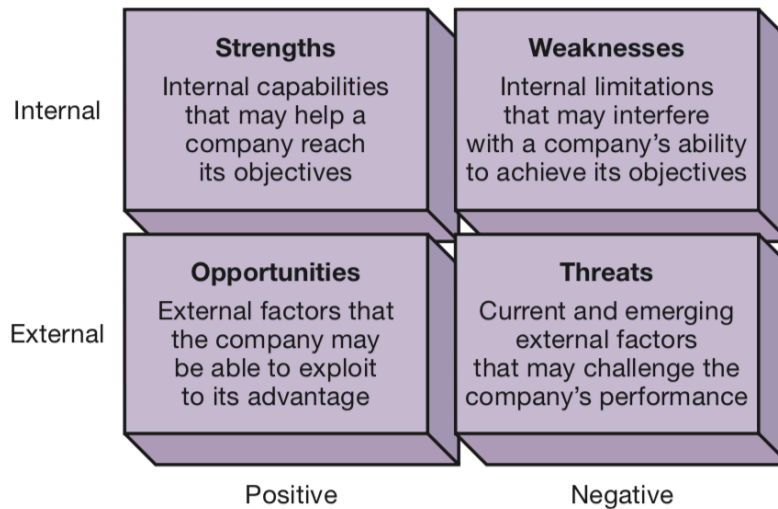 Internal
Strengths
Internal capabilities
that may help a
company reach
its objectives
Weaknesses
Internal limitations
that may interfere
with a company's ability
to achieve its objectives
External
Opportunities
External factors that
the company may
be able to exploit
to its advantage
Threats
Current and emerging
external factors
that may challenge the
company's performance
Positive
Negative